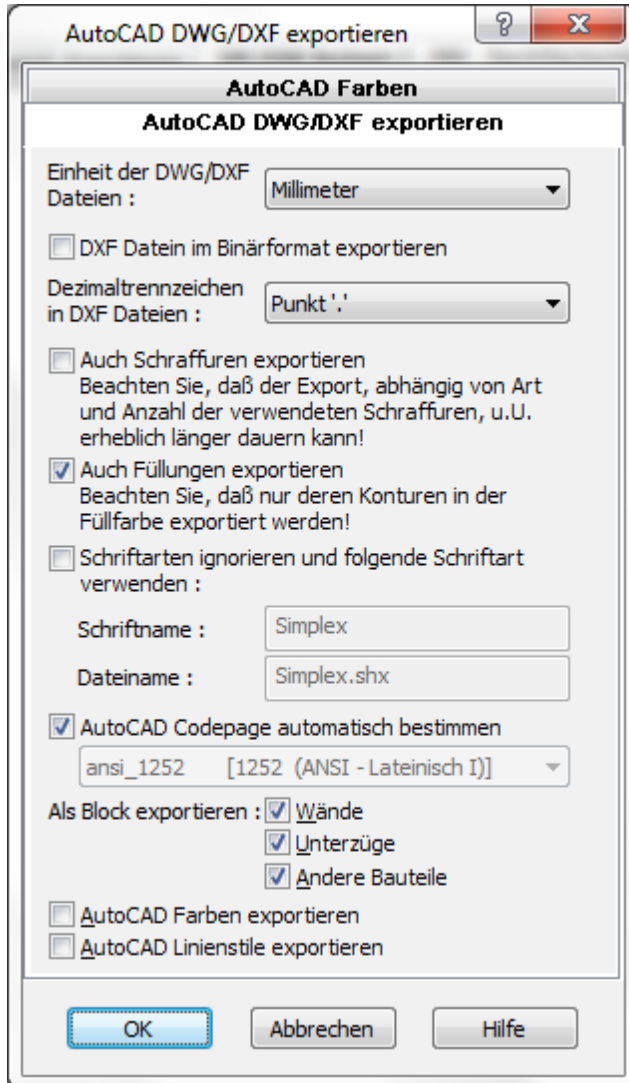 AutoCAD DWG/DXF exportieren
AutoCAD Farben
AutoCAD DWG/DXF exportieren
Einheit der DWG/DXF
Dateien :
Millimeter
DXF Datein im Binärformat exportieren
Dezimaltrennzeichen
in DXF Dateien :
Punkt '.'
Auch Schraffuren exportieren
Beachten Sie, daß der Export, abhängig von Art
und Anzahl der verwendeten Schraffuren, u.U.
erheblich länger dauern kann!
Auch Füllungen exportieren
Beachten Sie, daß nur deren Konturen in der
Füllfarbe exportiert werden!
Schriftarten ignorieren und folgende Schriftart
verwenden :
Schriftname :
Simplex
Dateiname :
Simplex.shx
AutoCAD Codepage automatisch bestimmen
ansi_1252 [1252 (ANSI - Lateinisch I)]
Als Block exportieren : Wände
Unterzüge
Andere Bauteile
AutoCAD Farben exportieren
AutoCAD Linienstile exportieren
OK Abbrechen Hilfe